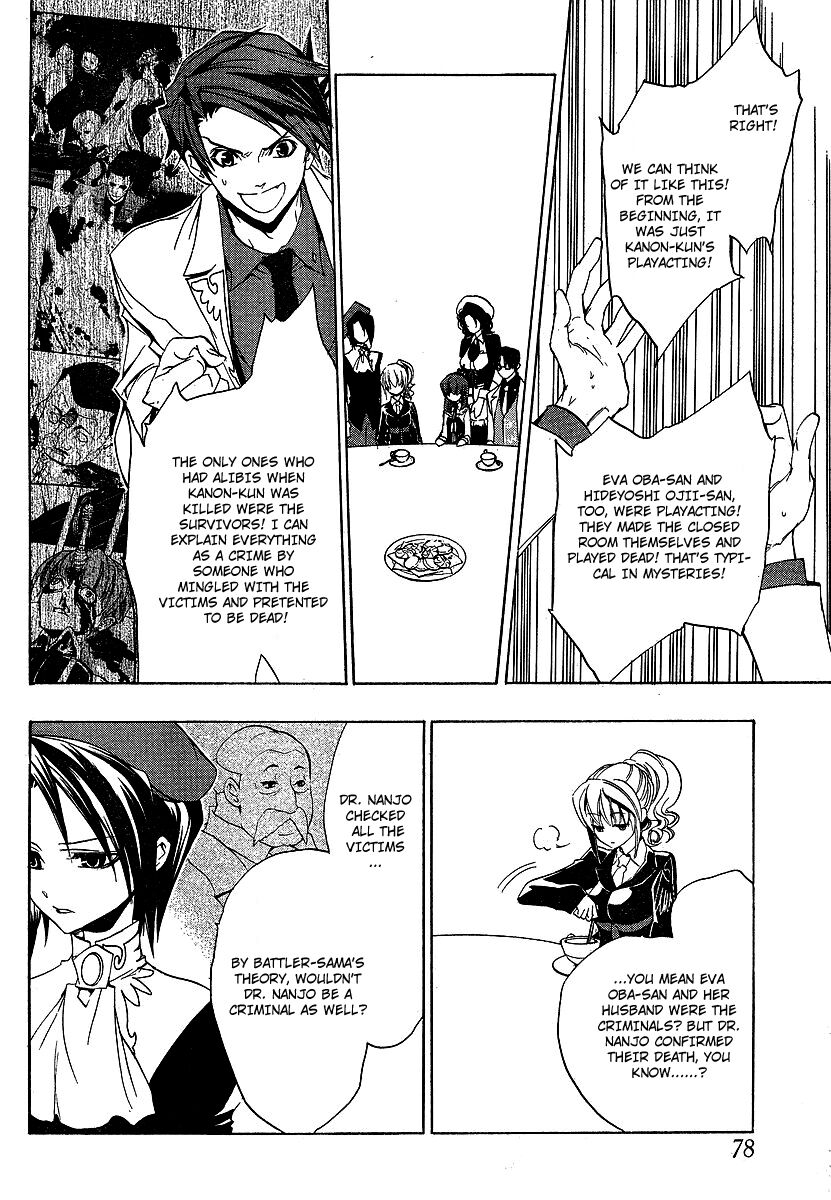 THAT'S
RIGHT!
WE CAN THINK
OF IT LIKE THIS!
FROM THE
BEGINNING, IT
WAS JUST
KANON-KUN'S
PLAYACTING!
EVA OBA-SAN AND
HIDEYOSHI OJII-SAN,
TOO, WERE PLAYACTING!
THEY MADE THE CLOSED
ROOM THEMSELVES AND
PLAYED DEAD! THAT'S TYPI-
CAL IN MYSTERIES!
THE ONLY ONES WHO
HAD ALIBIS WHEN
KANON-KUN WAS
KILLED WERE THE
SURVIVORS! I CAN
EXPLAIN EVERYTHING
AS A CRIME BY
SOMEONE WHO
MINGLED WITH THE
VICTIMS AND PRETENTED
TO BE DEAD!
...YOU MEAN EVA
OBA-SAN AND HER
HUSBAND WERE THE
CRIMINALS? BUT DR.
NANJO CONFIRMED
THEIR DEATH, YOU
KNOW......?
DR. NANJO
CHECKED
ALL THE
VICTIMS
...
BY BATTLER-SAMA'S
THEORY, WOULDN'T
DR. NANJO BE A
CRIMINAL AS WELL?
78